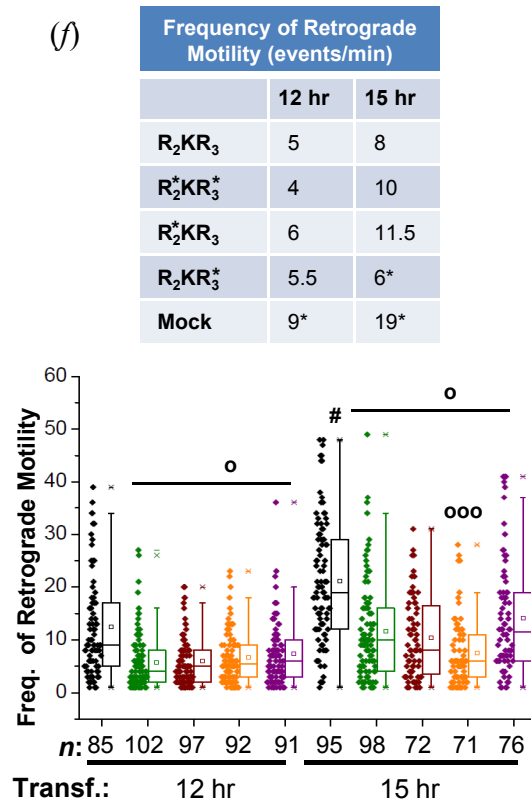 (f)
Frequency of Retrograde
Motility (events/min)
12 hr 15 hr
R₂KR₃ 5 8
R₂*KR₃* 4 10
R₂*KR₃ 6 11.5
R₂KR₃* 5.5 6*
Mock 9* 19*
60
50
40
30
20
10
0
Freq. of Retrograde Motility
o
#
o
ooo
n: 85 102 97 92 91 95 98 72 71 76
Transf.: 12 hr 15 hr